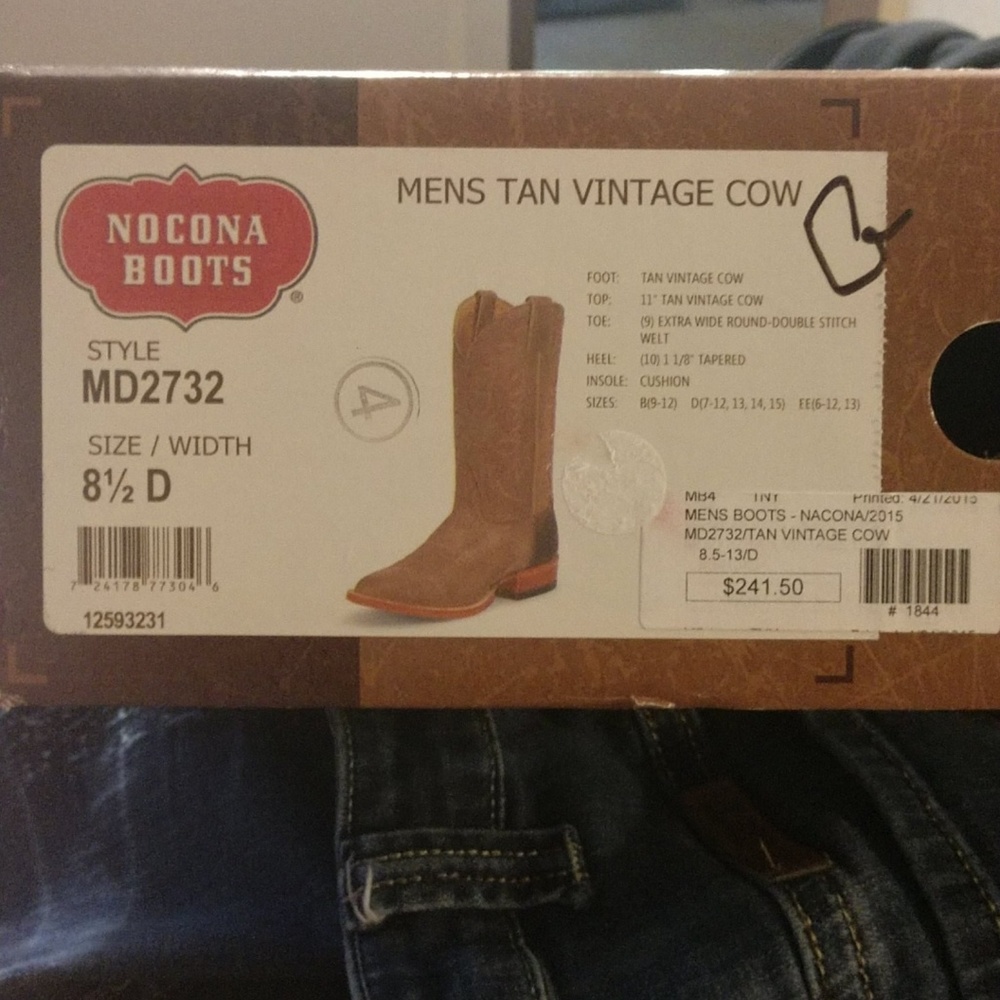 NOCONA
BOOTS
®
MENS TAN VINTAGE COW
STYLE
MD2732
SIZE / WIDTH
8½ D
7 24178 77304 6
12593231
4
FOOT: TAN VINTAGE COW
TOP: 11" TAN VINTAGE COW
TOE: (9) EXTRA WIDE ROUND-DOUBLE STITCH
WELT
HEEL: (10) 1 1/8" TAPERED
INSOLE: CUSHION
SIZES: B(9-12) D(7-12, 13, 14, 15) EE(6-12, 13)
MB4 TNY Printed: 4/21/2015
MENS BOOTS - NACONA/2015
MD2732/TAN VINTAGE COW
8.5-13/D
$241.50
# 1844